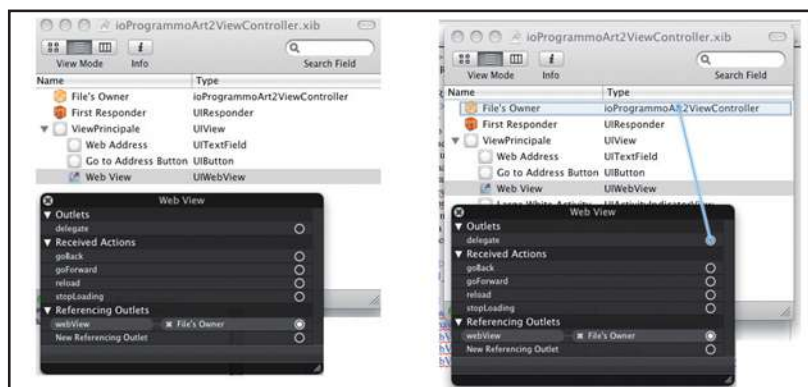 ioProgrammoArt2ViewController.xib
View Mode Info Search Field
Name Type
File's Owner ioProgrammoArt2ViewController
First Responder UIResponder
ViewPrincipale UIView
Web Address UITextField
Go to Address Button UIButton
Web View UIWebView
Web View
Outlets
delegate
Received Actions
goBack
goForward
reload
stopLoading
Referencing Outlets
webView File's Owner
New Referencing Outlet
ioProgrammoArt2ViewController.xib
View Mode Info Search Field
Name Type
File's Owner ioProgrammoArt2ViewController
First Responder UIResponder
ViewPrincipale UIView
Web Address UITextField
Go to Address Button UIButton
Web View UIWebView
Large White Activity UIActivityIndicatorView
Web View
Outlets
delegate
Received Actions
goBack
goForward
reload
stopLoading
Referencing Outlets
webView File's Owner
New Referencing Outlet